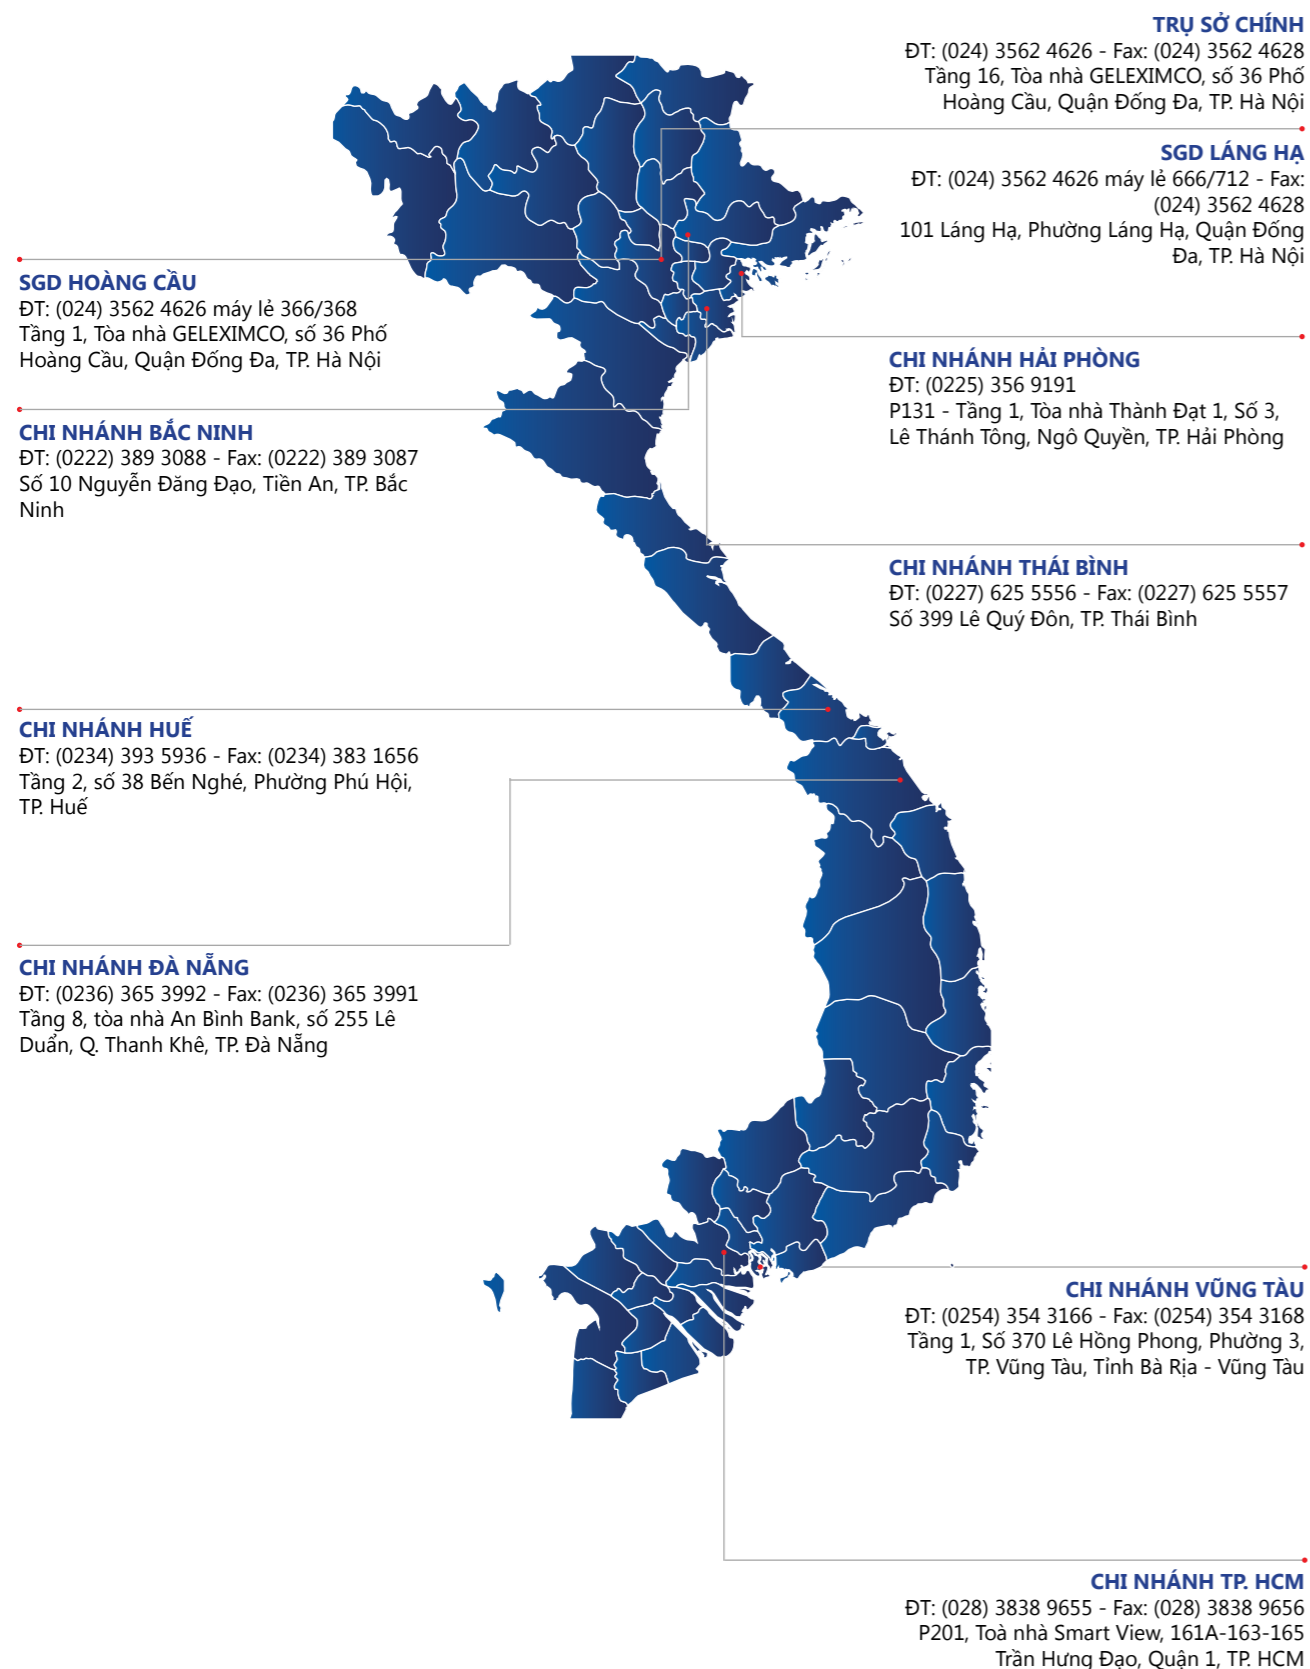 TRỤ SỞ CHÍNH
ĐT: (024) 3562 4626 - Fax: (024) 3562 4628
Tầng 16, Tòa nhà GELEXIMCO, số 36 Phố
Hoàng Cầu, Quận Đống Đa, TP. Hà Nội
SGD LÁNG HẠ
ĐT: (024) 3562 4626 máy lẻ 666/712 - Fax:
(024) 3562 4628
101 Láng Hạ, Phường Láng Hạ, Quận Đống
Đa, TP. Hà Nội
SGD HOÀNG CẦU
ĐT: (024) 3562 4626 máy lẻ 366/368
Tầng 1, Tòa nhà GELEXIMCO, số 36 Phố
Hoàng Cầu, Quận Đống Đa, TP. Hà Nội
CHI NHÁNH HẢI PHÒNG
ĐT: (0225) 356 9191
P131 - Tầng 1, Tòa nhà Thành Đạt 1, Số 3,
Lê Thánh Tông, Ngô Quyền, TP. Hải Phòng
CHI NHÁNH BẮC NINH
ĐT: (0222) 389 3088 - Fax: (0222) 389 3087
Số 10 Nguyễn Đăng Đạo, Tiền An, TP. Bắc
Ninh
CHI NHÁNH THÁI BÌNH
ĐT: (0227) 625 5556 - Fax: (0227) 625 5557
Số 399 Lê Quý Đôn, TP. Thái Bình
CHI NHÁNH HUẾ
ĐT: (0234) 393 5936 - Fax: (0234) 383 1656
Tầng 2, số 38 Bến Nghé, Phường Phú Hội,
TP. Huế
CHI NHÁNH ĐÀ NẴNG
ĐT: (0236) 365 3992 - Fax: (0236) 365 3991
Tầng 8, tòa nhà An Bình Bank, số 255 Lê
Duẩn, Q. Thanh Khê, TP. Đà Nẵng
CHI NHÁNH VŨNG TÀU
ĐT: (0254) 354 3166 - Fax: (0254) 354 3168
Tầng 1, Số 370 Lê Hồng Phong, Phường 3,
TP. Vũng Tàu, Tỉnh Bà Rịa - Vũng Tàu
CHI NHÁNH TP. HCM
ĐT: (028) 3838 9655 - Fax: (028) 3838 9656
P201, Toà nhà Smart View, 161A-163-165
Trần Hưng Đạo, Quận 1, TP. HCM